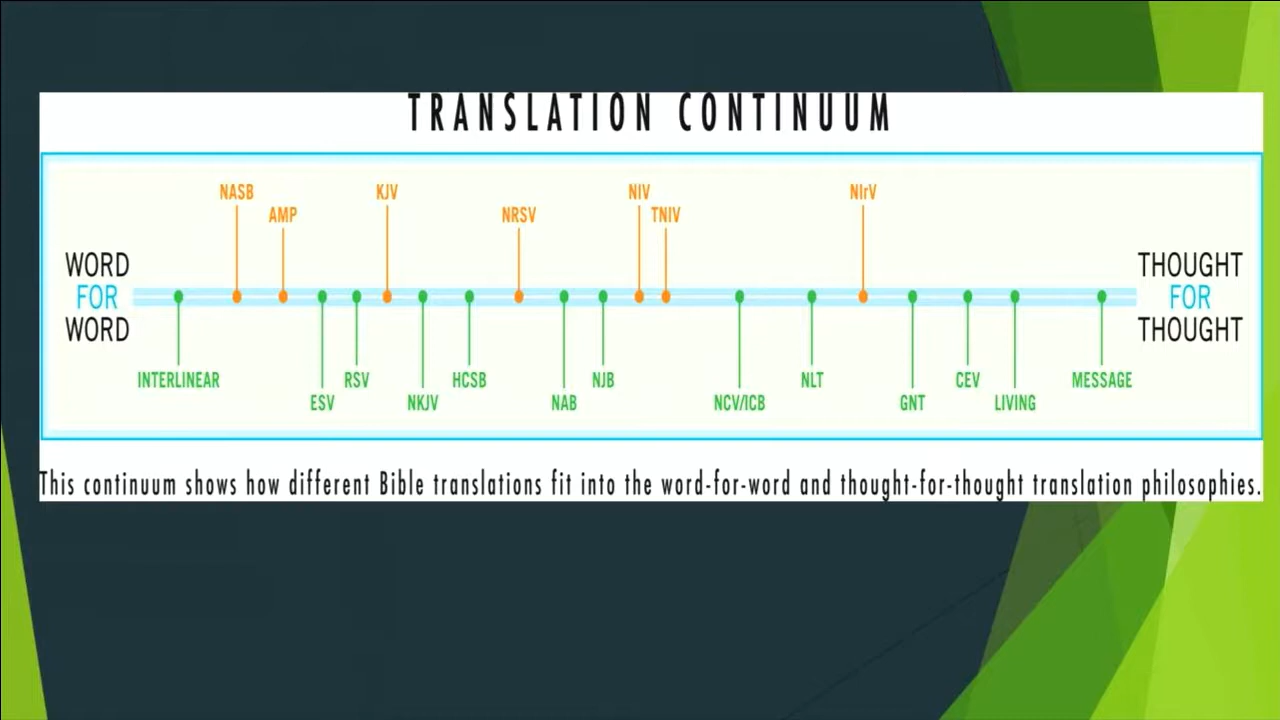 TRANSLATION CONTINUUM
NASB KJV NIV NIrV
AMP NRSV TNIV
WORD
FOR
WORD
THOUGHT
FOR
THOUGHT
INTERLINEAR RSV HCSB NJB NLT CEV MESSAGE
ESV NKJV NAB NCV/ICB GNT LIVING
This continuum shows how different Bible translations fit into the word-for-word and thought-for-thought translation philosophies.